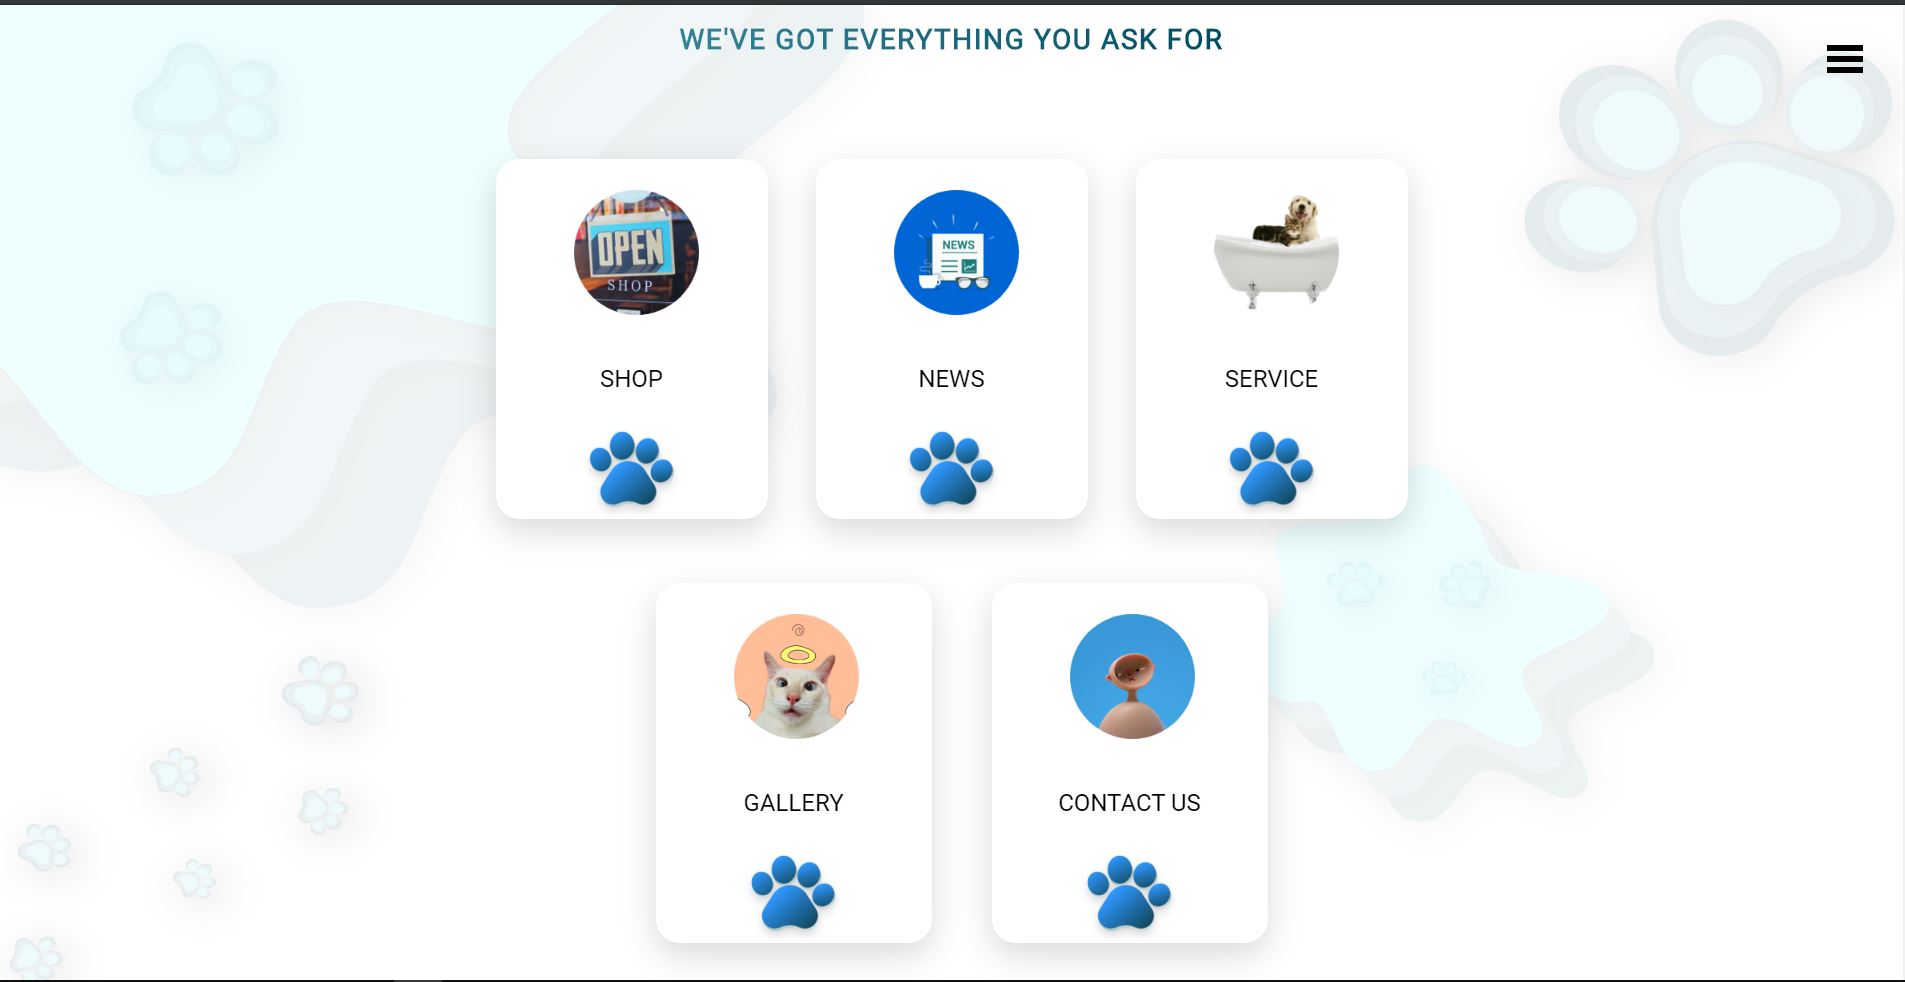 WE'VE GOT EVERYTHING YOU ASK FOR
OPEN
SHOP
SHOP
NEWS
NEWS
SERVICE
GALLERY
CONTACT US